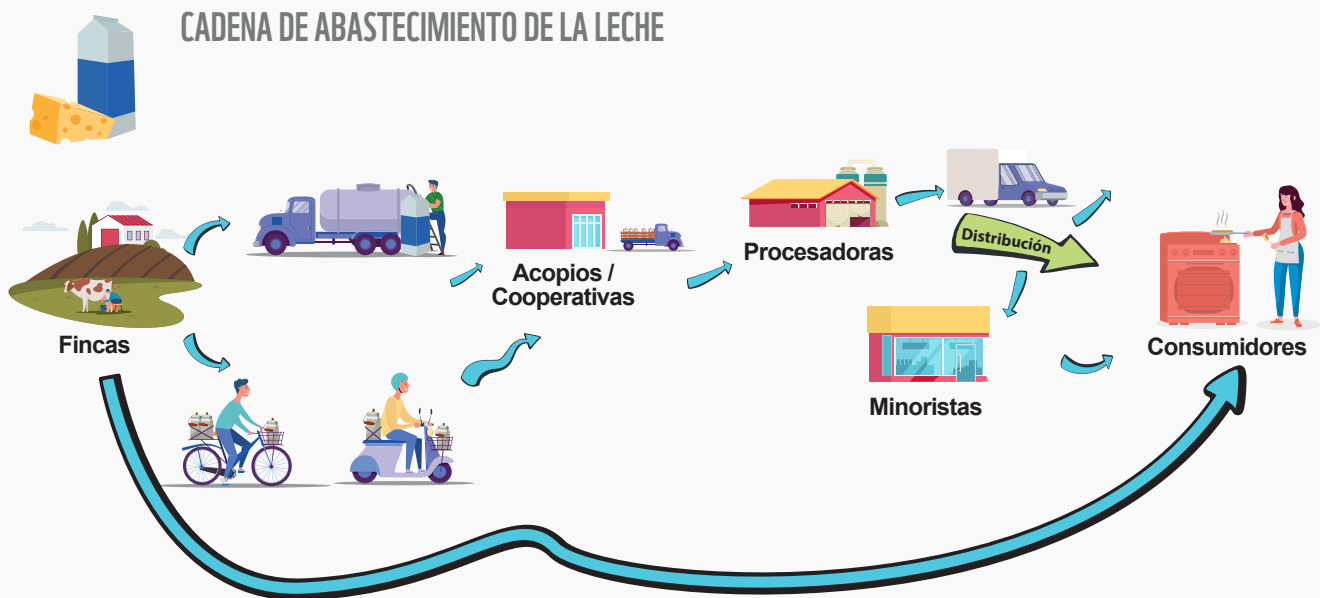 CADENA DE ABASTECIMIENTO DE LA LECHE
Fincas
Acopios /
Cooperativas
Procesadoras
Distribución
Minoristas
Consumidores